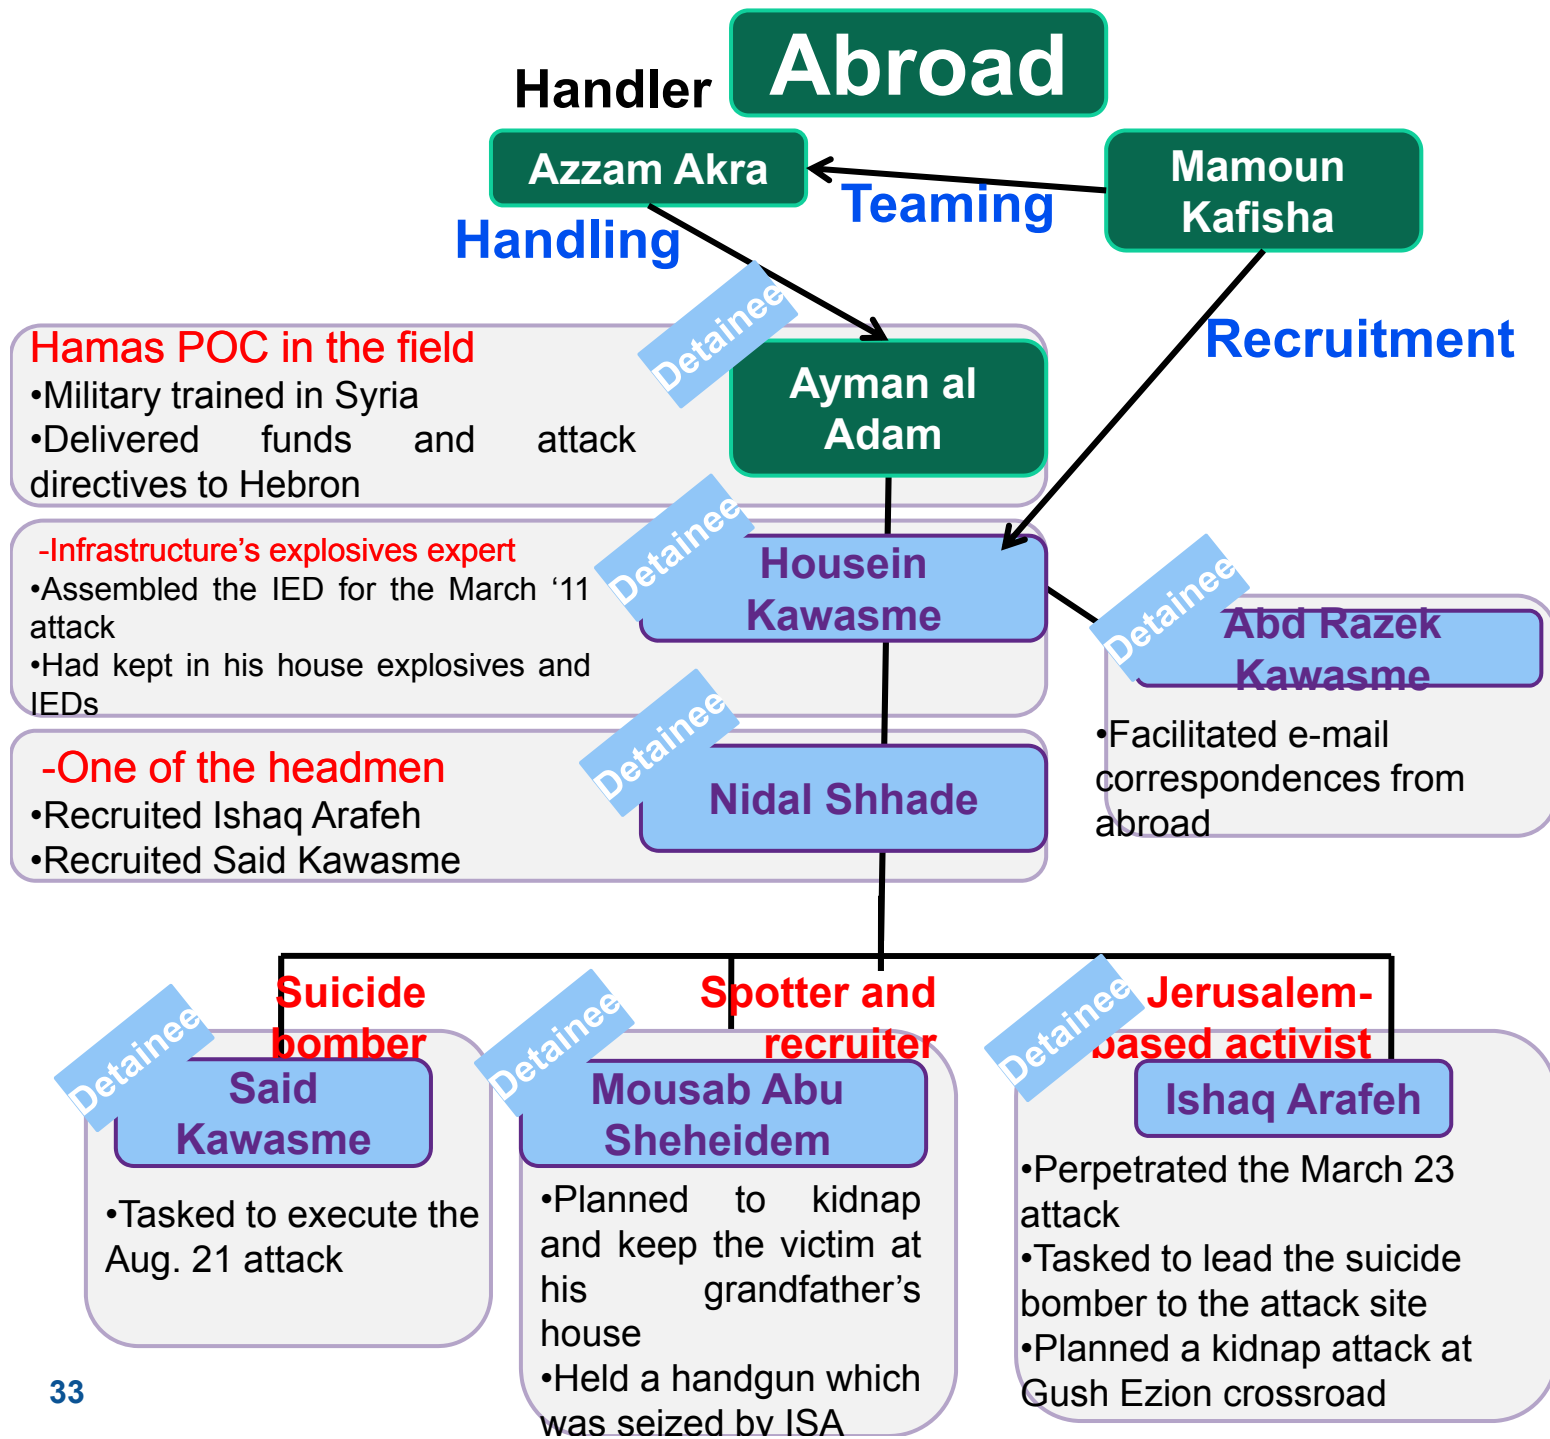 Abroad
Handler
Azzam Akra
Mamoun
Kafisha
Teaming
Handling
Recruitment
Detainee
Hamas POC in the field
•Military trained in Syria
•Delivered funds and attack
directives to Hebron
Ayman al
Adam
Detainee
-Infrastructure’s explosives expert
•Assembled the IED for the March ‘11
attack
•Had kept in his house explosives and
IEDs
Housein
Kawasme
Detainee
Abd Razek
Kawasme
•Facilitated e-mail
correspondences from
abroad
Detainee
-One of the headmen
•Recruited Ishaq Arafeh
•Recruited Said Kawasme
Nidal Shhade
Detainee
Suicide
bomber
Said
Kawasme
•Tasked to execute the
Aug. 21 attack
Detainee
Spotter and
recruiter
Mousab Abu
Sheheidem
•Planned to kidnap
and keep the victim at
his grandfather’s
house
•Held a handgun which
was seized by ISA
Detainee
Jerusalem-
based activist
Ishaq Arafeh
•Perpetrated the March 23
attack
•Tasked to lead the suicide
bomber to the attack site
•Planned a kidnap attack at
Gush Ezion crossroad
33